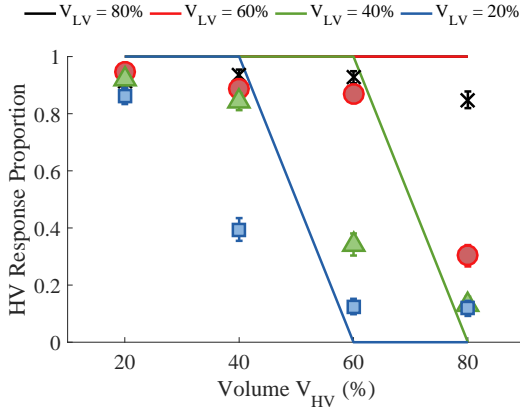 V_LV = 80% V_LV = 60% V_LV = 40% V_LV = 20%
1
0.8
0.6
0.4
0.2
0
HV Response Proportion
20 40 60 80
Volume V_HV (%)